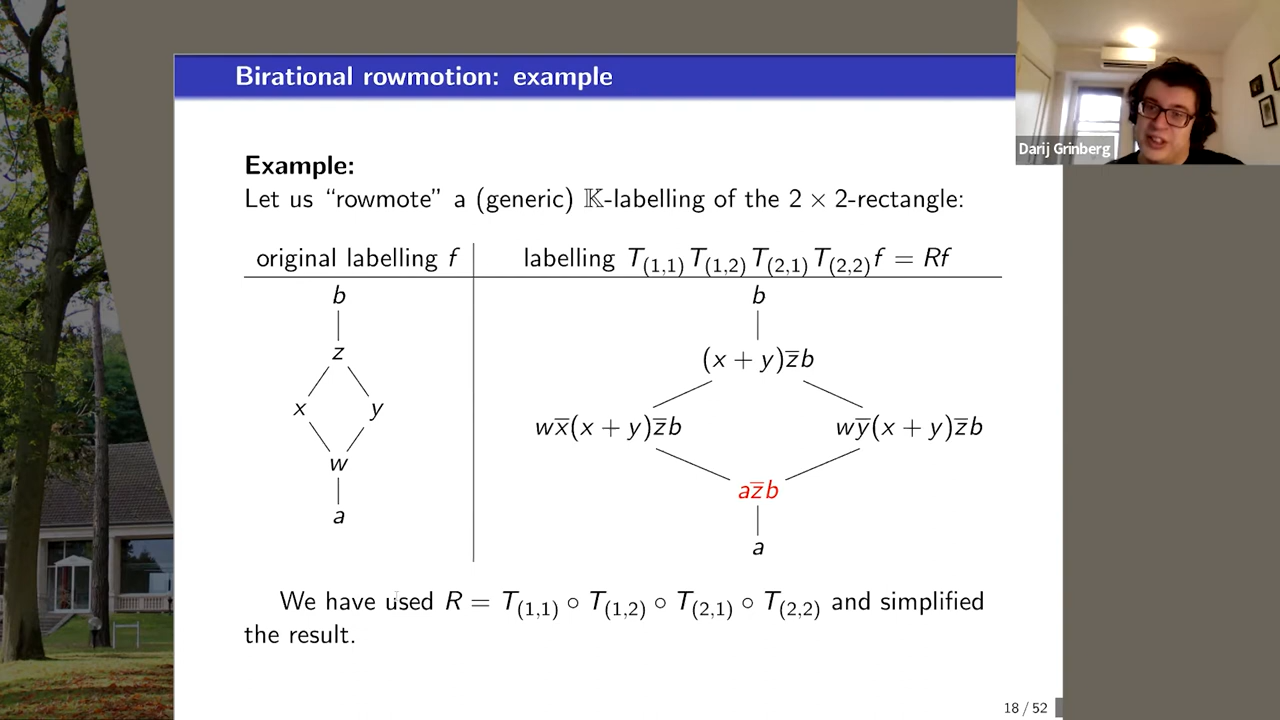 Birational rowmotion: example
Darij Grinberg
Example:
Let us “rowmote” a (generic) 𝕂-labelling of the 2 × 2-rectangle:
original labelling f
labelling T₍₁,₁₎T₍₁,₂₎T₍₂,₁₎T₍₂,₂₎f = Rf
b
z
x y
w
a
b
(x + y)z̅b
wx̅(x + y)z̅b wy̅(x + y)z̅b
az̅b
a
We have used R = T₍₁,₁₎ ∘ T₍₁,₂₎ ∘ T₍₂,₁₎ ∘ T₍₂,₂₎ and simplified
the result.
18 / 52